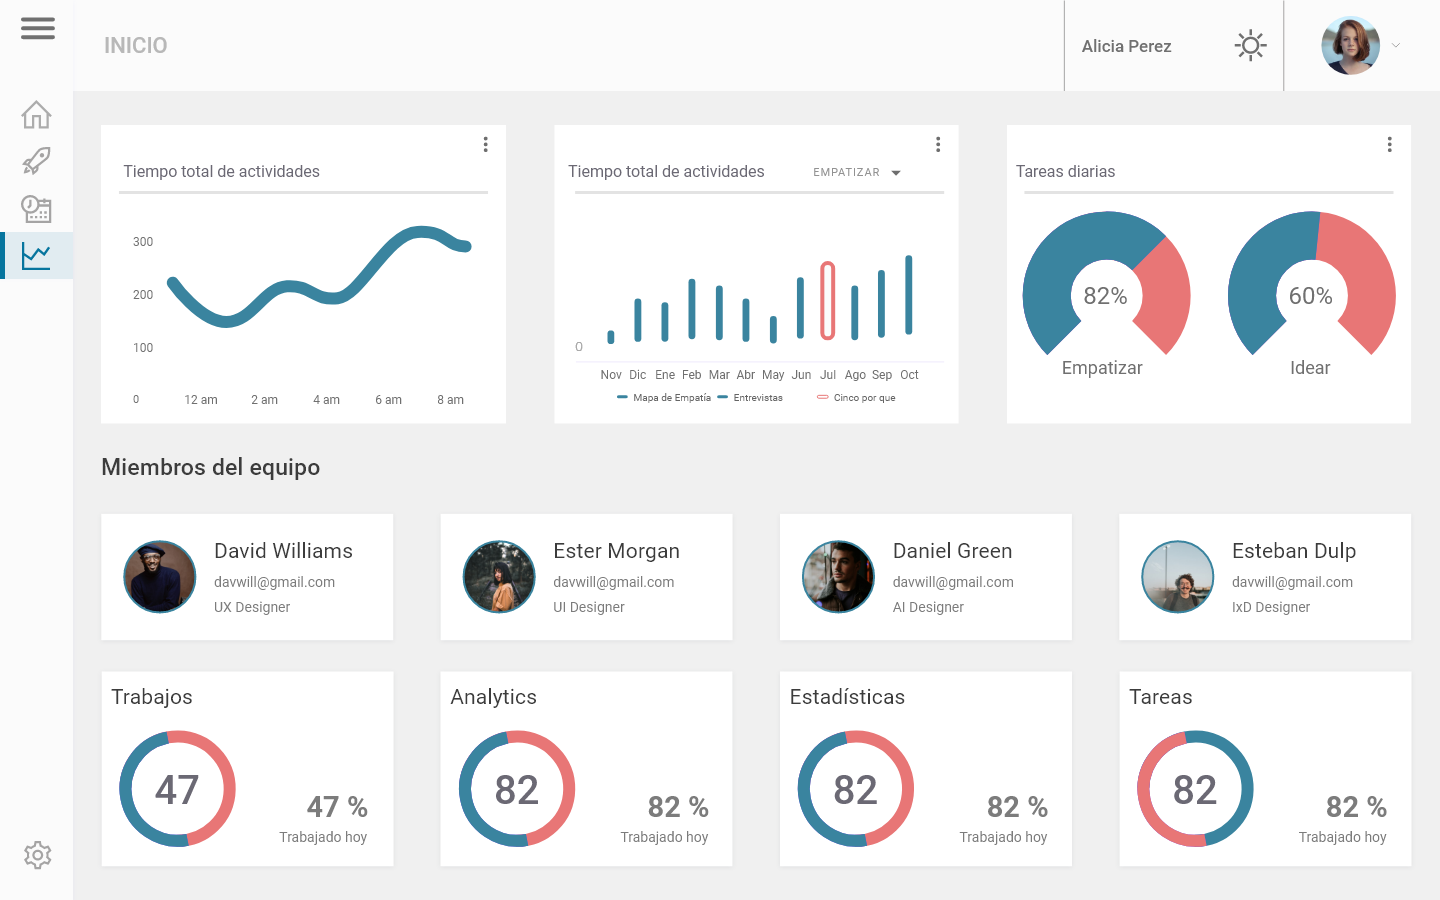 INICIO
Alicia Perez
Tiempo total de actividades
300
200
100
0
12 am 2 am 4 am 6 am 8 am
Tiempo total de actividades
EMPATIZAR
0
Nov Dic Ene Feb Mar Abr May Jun Jul Ago Sep Oct
Mapa de Empatía Entrevistas Cinco por que
Tareas diarias
82% 60%
Empatizar Idear
Miembros del equipo
David Williams
davwill@gmail.com
UX Designer
Ester Morgan
davwill@gmail.com
UI Designer
Daniel Green
davwill@gmail.com
AI Designer
Esteban Dulp
davwill@gmail.com
IxD Designer
Trabajos
47
47 %
Trabajado hoy
Analytics
82
82 %
Trabajado hoy
Estadísticas
82
82 %
Trabajado hoy
Tareas
82
82 %
Trabajado hoy